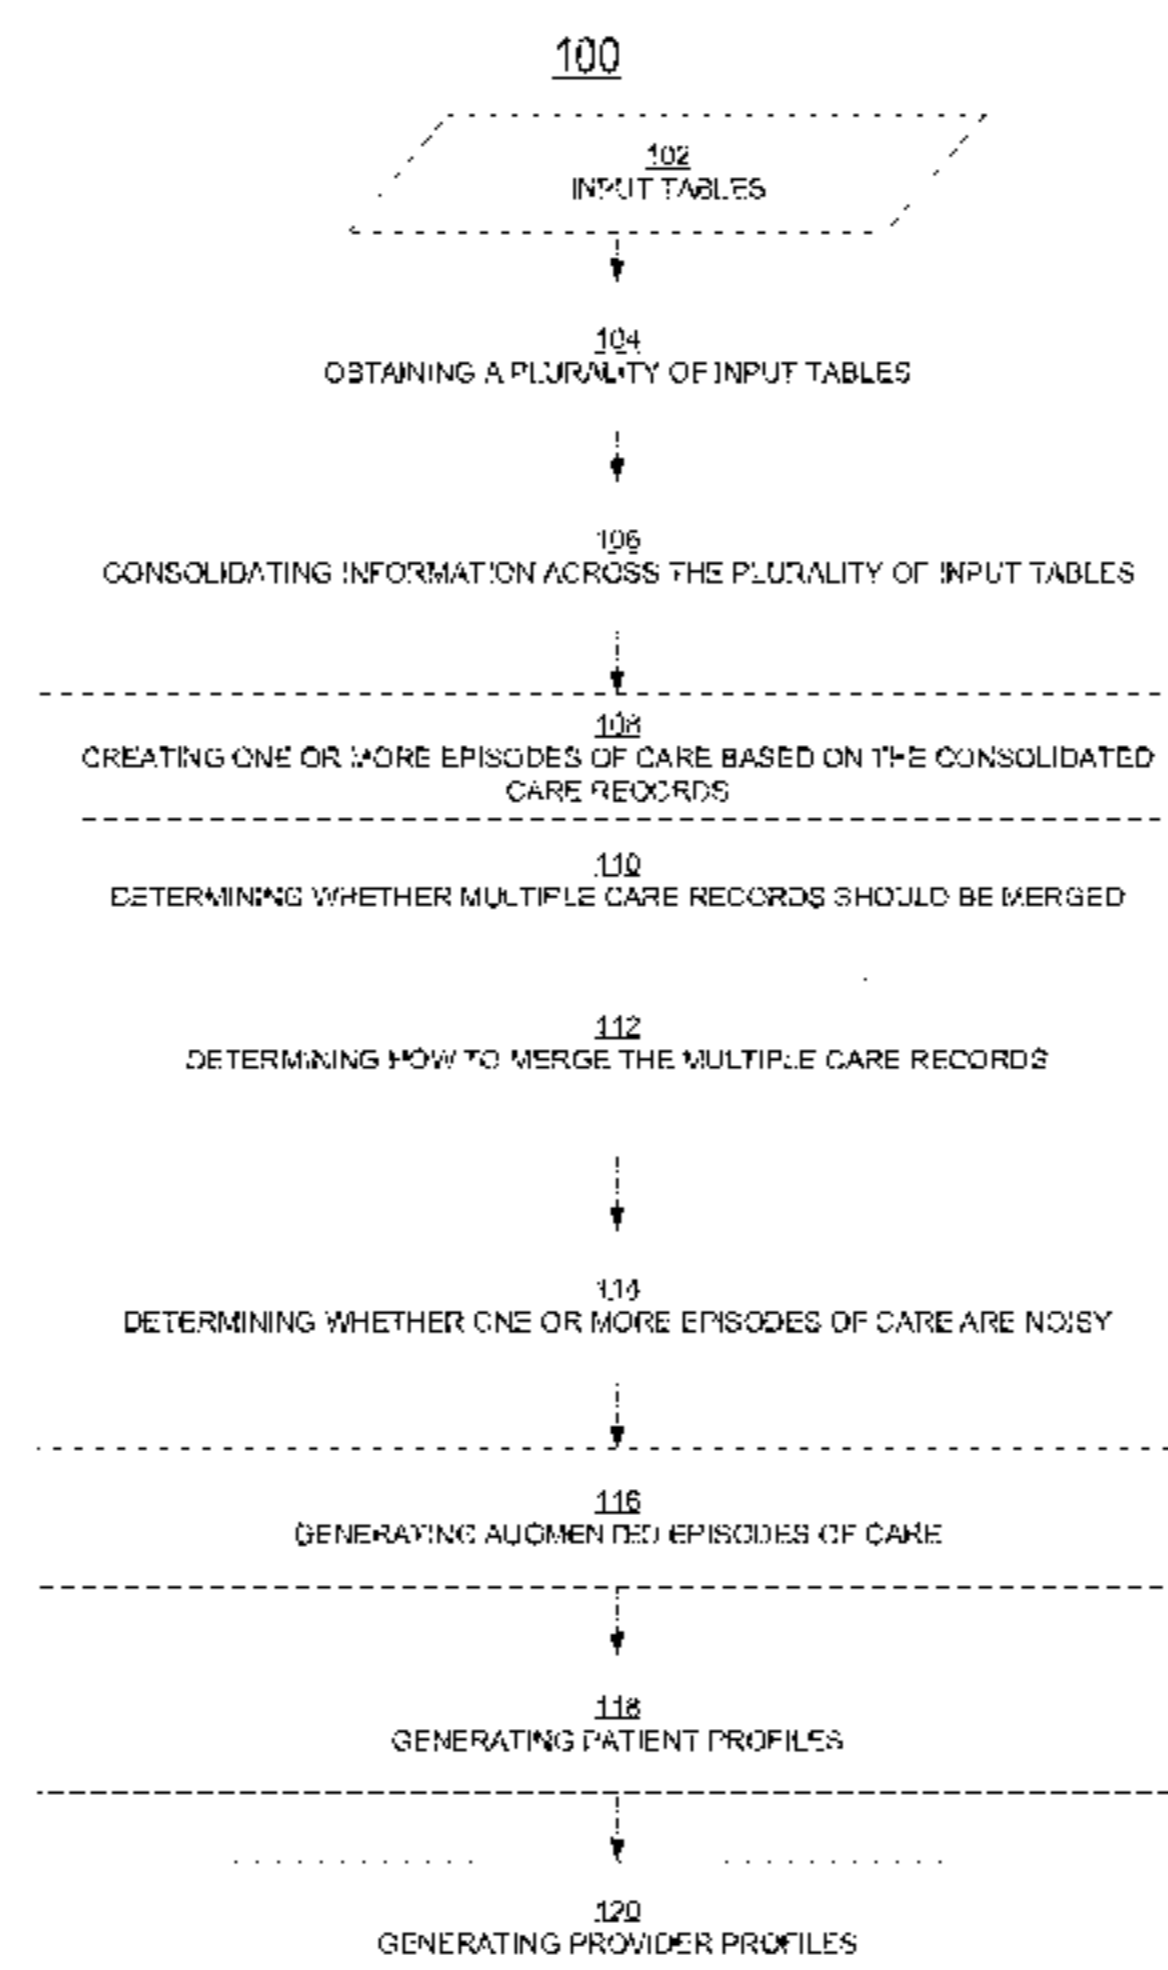 100
102
INPUT TABLES
104
OBTAINING A PLURALITY OF INPUT TABLES
106
CONSOLIDATING INFORMATION ACROSS THE PLURALITY OF INPUT TABLES
108
CREATING ONE OR MORE EPISODES OF CARE BASED ON THE CONSOLIDATED
CARE RECORDS
110
DETERMINING WHETHER MULTIPLE CARE RECORDS SHOULD BE MERGED
112
DETERMINING HOW TO MERGE THE MULTIPLE CARE RECORDS
114
DETERMINING WHETHER ONE OR MORE EPISODES OF CARE ARE NOISY
116
GENERATING AUGMENTED EPISODES OF CARE
118
GENERATING PATIENT PROFILES
120
GENERATING PROVIDER PROFILES